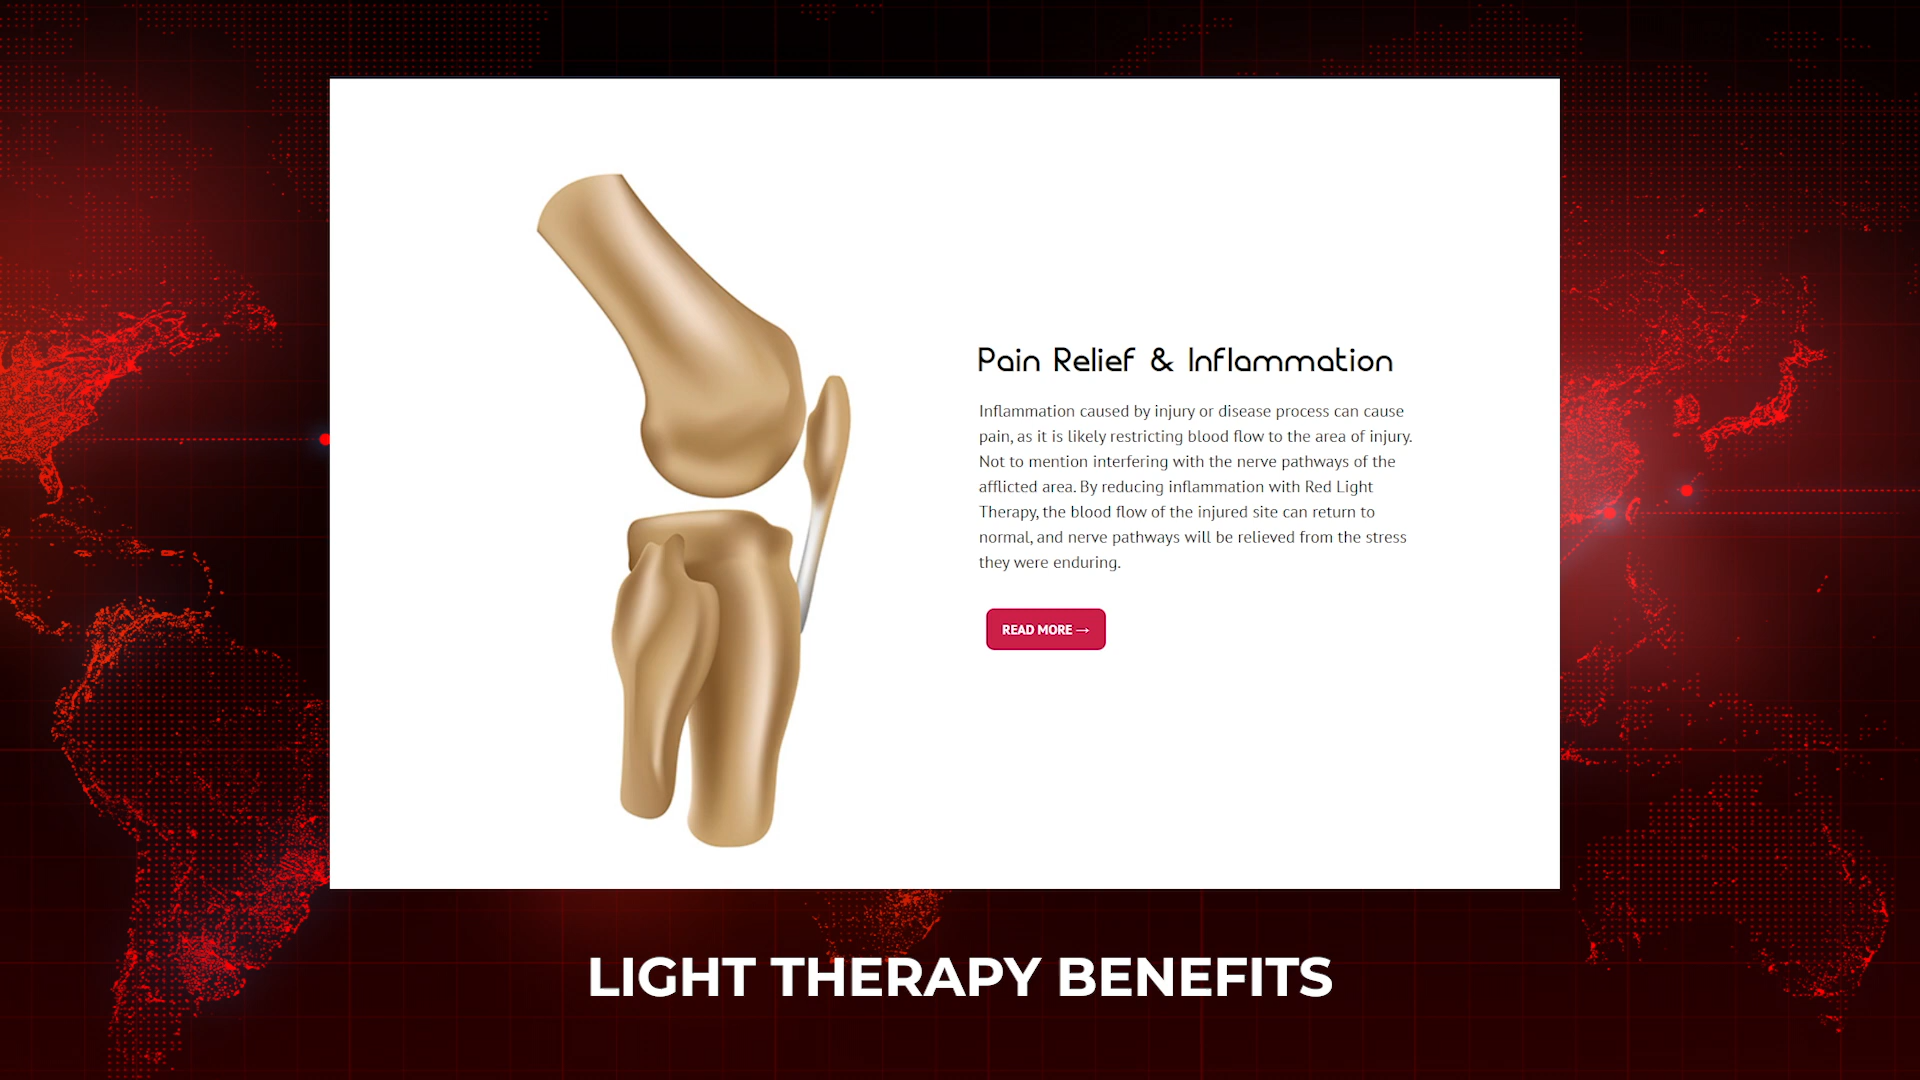 Pain Relief & Inflammation
Inflammation caused by injury or disease process can cause
pain, as it is likely restricting blood flow to the area of injury.
Not to mention interfering with the nerve pathways of the
afflicted area. By reducing inflammation with Red Light
Therapy, the blood flow of the injured site can return to
normal, and nerve pathways will be relieved from the stress
they were enduring.
READ MORE →
LIGHT THERAPY BENEFITS